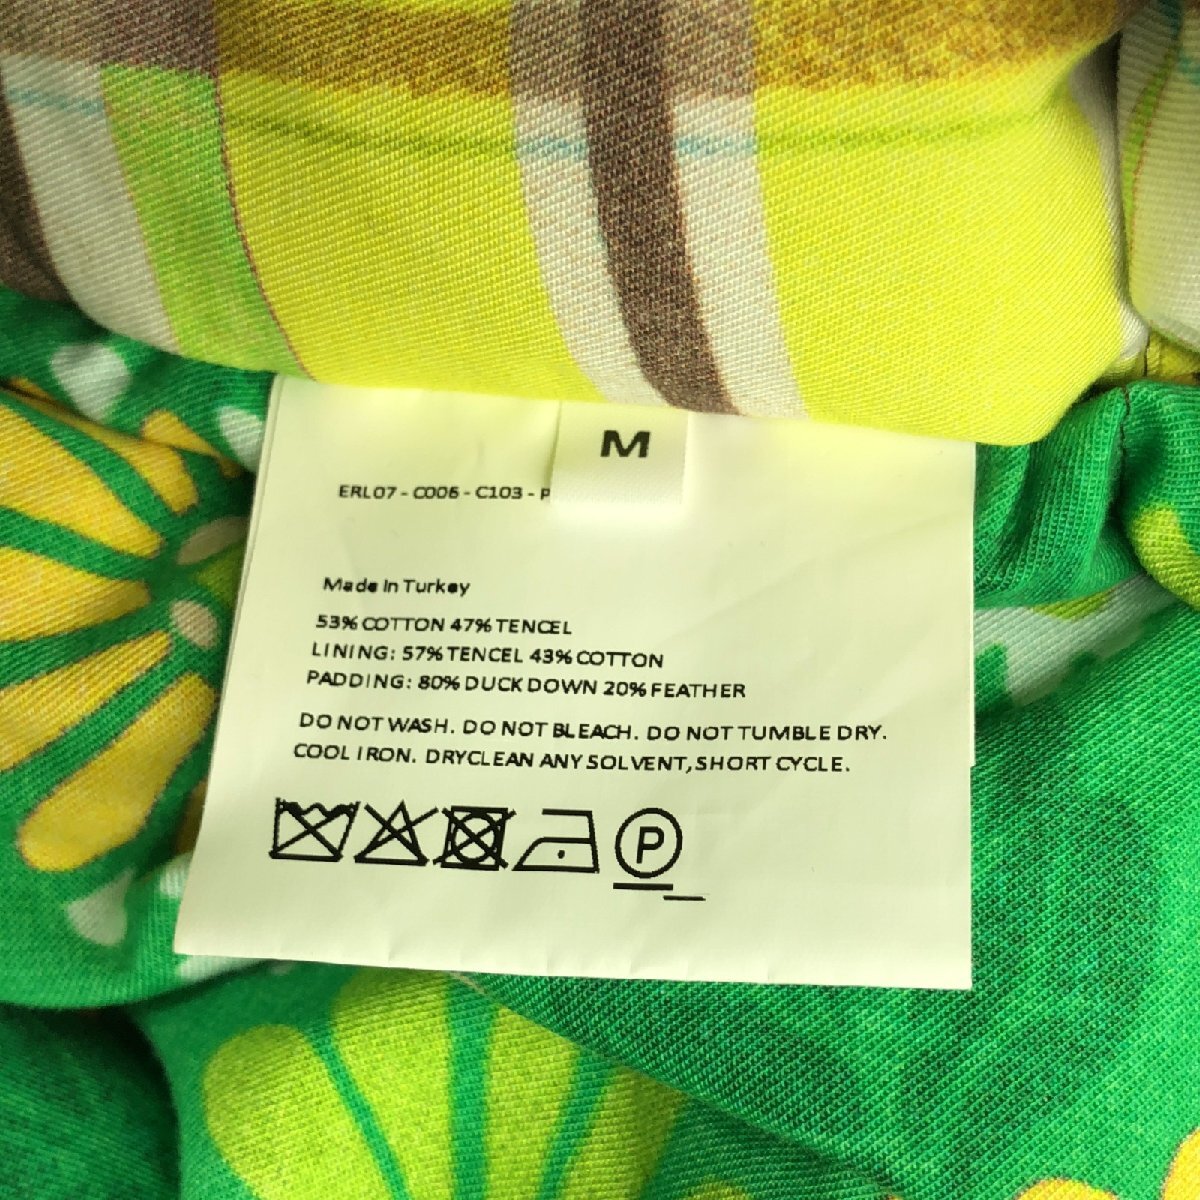 M
ERL07 - C006 - C103 - P
Made In Turkey
53% COTTON 47% TENCEL
LINING: 57% TENCEL 43% COTTON
PADDING: 80% DUCK DOWN 20% FEATHER
DO NOT WASH. DO NOT BLEACH. DO NOT TUMBLE DRY.
COOL IRON. DRYCLEAN ANY SOLVENT, SHORT CYCLE.
P